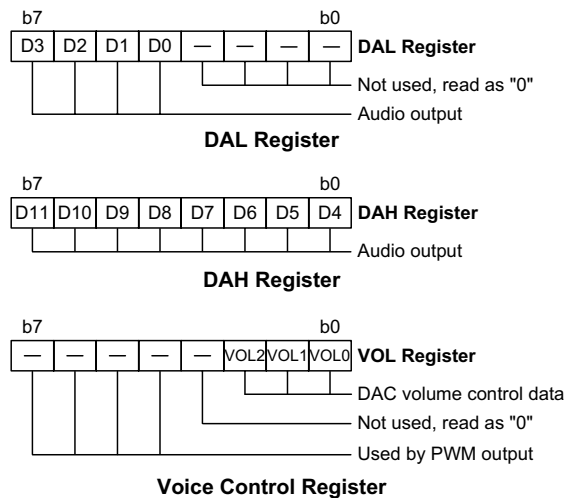 b7 b0
D3 D2 D1 D0 — — — — DAL Register
Not used, read as "0"
Audio output
DAL Register
b7 b0
D11 D10 D9 D8 D7 D6 D5 D4 DAH Register
Audio output
DAH Register
b7 b0
— — — — — VOL2 VOL1 VOL0 VOL Register
DAC volume control data
Not used, read as "0"
Used by PWM output
Voice Control Register